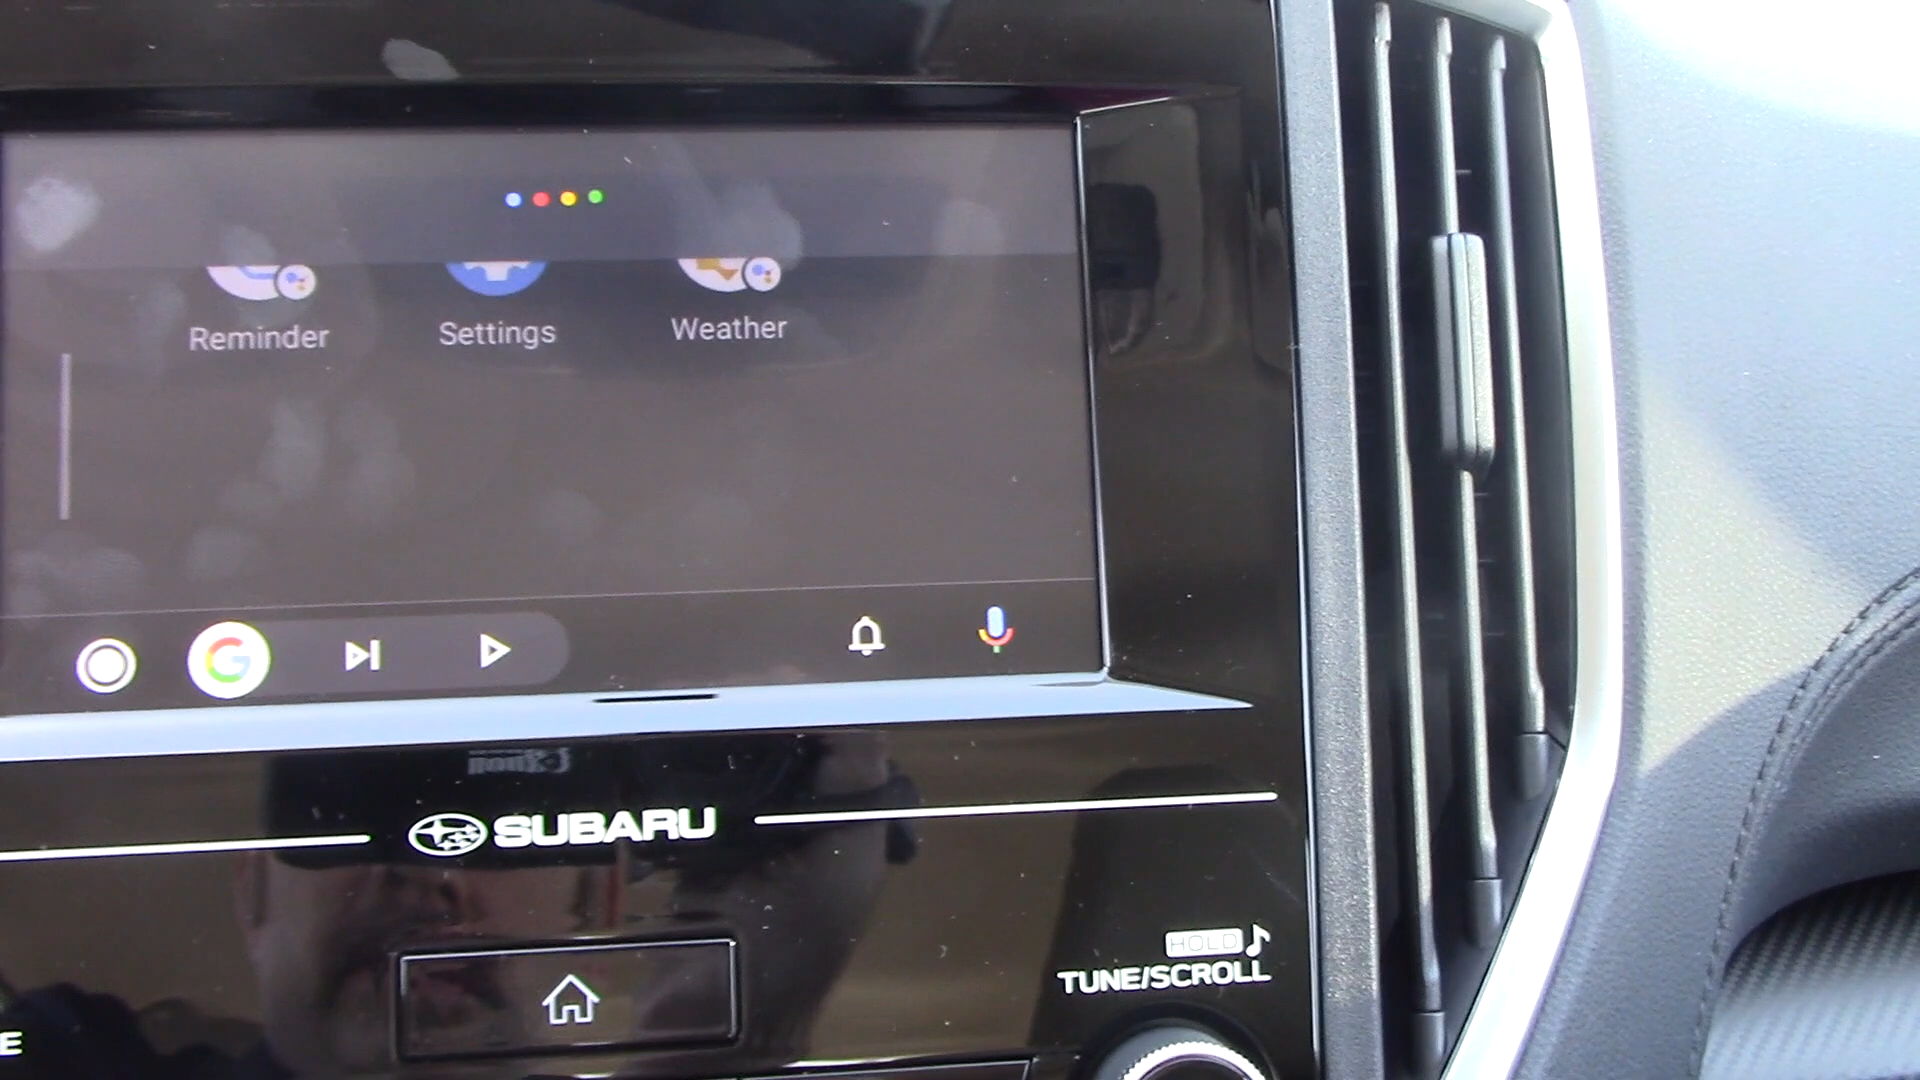 Reminder
Settings
Weather
SUBARU
HOLD
TUNE/SCROLL
E